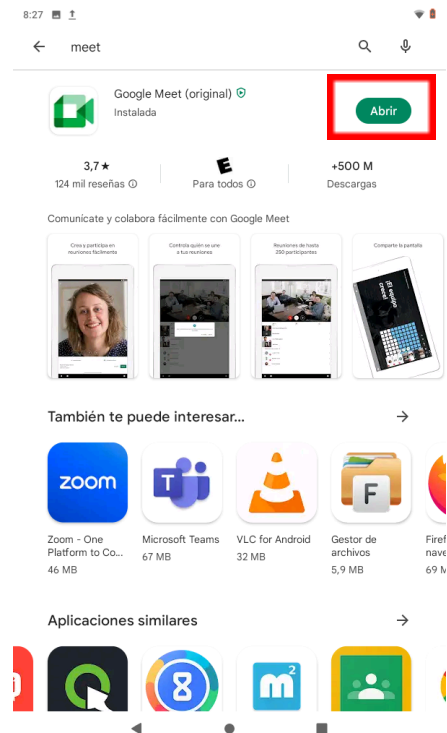 8:27
meet
Google Meet (original)
Instalada
Abrir
3,7★
E
+500 M
124 mil reseñas
Para todos
Descargas
Comunícate y colabora fácilmente con Google Meet
Crea y participa en
reuniones fácilmente
Controla quién se une
a tus reuniones
Reuniones de hasta
250 participantes
Comparte la pantalla
También te puede interesar...
zoom
T
F
Zoom - One
Platform to Co...
46 MB
Microsoft Teams
67 MB
VLC for Android
32 MB
Gestor de
archivos
5,9 MB
Firef
nave
69 M
Aplicaciones similares
8
m2